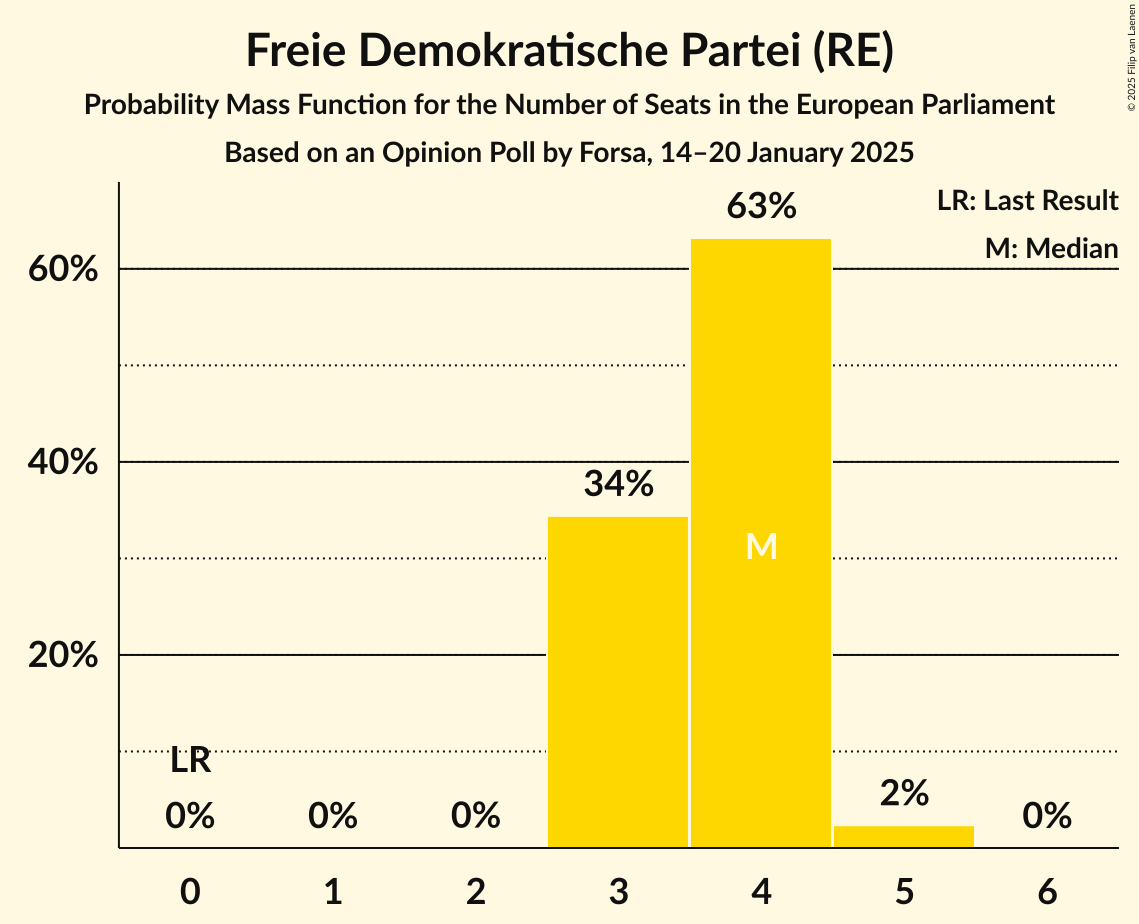 Freie Demokratische Partei (RE)
Probability Mass Function for the Number of Seats in the European Parliament
Based on an Opinion Poll by Forsa, 14–20 January 2025
© 2025 Filip van Laenen
LR: Last Result
M: Median
63%
60%
40%
34%
M
20%
LR
2%
0%
0%
0%
0%
0
1
2
3
4
5
6